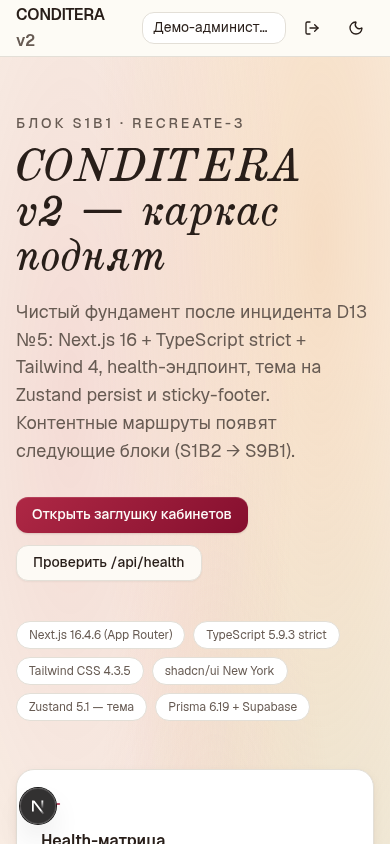 CONDITERA
v2
Демо-админист…
БЛОК S1B1 · RECREATE-3
CONDITERA
v2 — каркас
поднят
Чистый фундамент после инцидента D13
№5: Next.js 16 + TypeScript strict +
Tailwind 4, health-эндпоинт, тема на
Zustand persist и sticky-footer.
Контентные маршруты появят
следующие блоки (S1B2 → S9B1).
Открыть заглушку кабинетов
Проверить /api/health
Next.js 16.4.6 (App Router)
TypeScript 5.9.3 strict
Tailwind CSS 4.3.5
shadcn/ui New York
Zustand 5.1 — тема
Prisma 6.19 + Supabase
N
Health-матрица